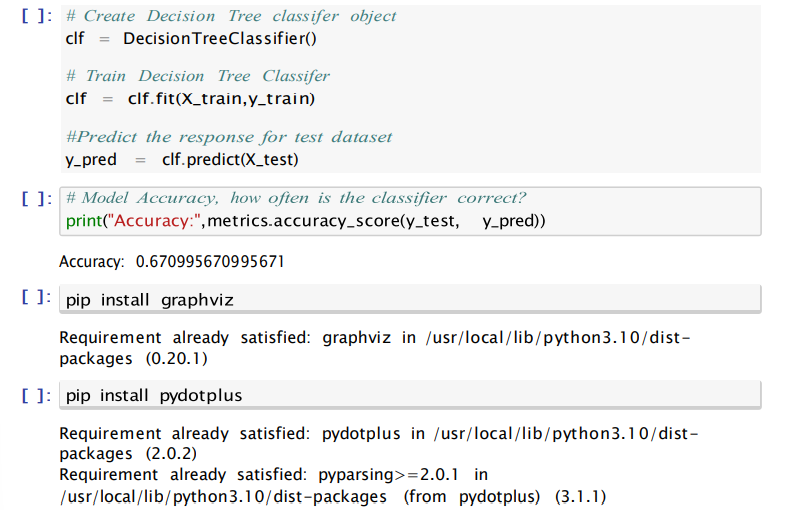 [ ]: # Create Decision Tree classifer object
clf = DecisionTreeClassifier()
# Train Decision Tree Classifer
clf = clf.fit(X_train,y_train)
#Predict the response for test dataset
y_pred = clf.predict(X_test)
[ ]: # Model Accuracy, how often is the classifier correct?
print("Accuracy:",metrics.accuracy_score(y_test, y_pred))
Accuracy: 0.670995670995671
[ ]: pip install graphviz
Requirement already satisfied: graphviz in /usr/local/lib/python3.10/dist-
packages (0.20.1)
[ ]: pip install pydotplus
Requirement already satisfied: pydotplus in /usr/local/lib/python3.10/dist-
packages (2.0.2)
Requirement already satisfied: pyparsing>=2.0.1 in
/usr/local/lib/python3.10/dist-packages (from pydotplus) (3.1.1)